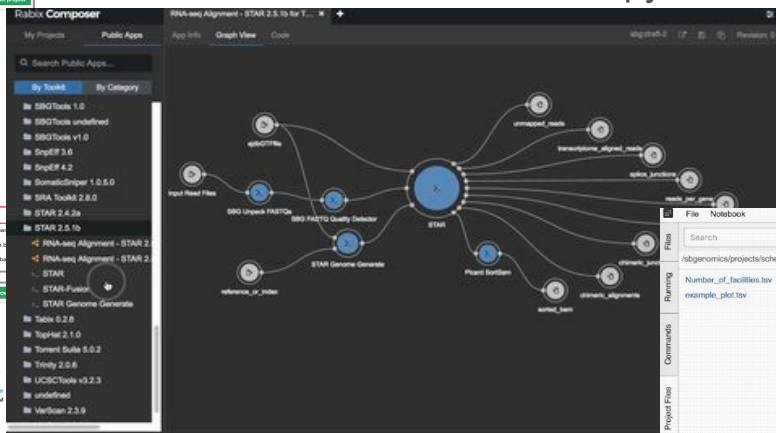 Rabix Composer
RNA-seq Alignment - STAR 2.5.1b for T... × +
My Projects Public Apps
App Info Graph View Code
sbg:draft-2
Revision: 0
Search Public Apps...
By Toolkit By Category
SBGTools 1.0
SBGTools undefined
SBGTools v1.0
SnpEff 3.6
SnpEff 4.2
SomaticSniper 1.0.5.0
SRA Toolkit 2.8.0
STAR 2.4.2a
STAR 2.5.1b
RNA-seq Alignment - STAR 2.
RNA-seq Alignment - STAR 2.
STAR
STAR-Fusion
STAR Genome Generate
Tabix 0.2.6
TopHat 2.1.0
Torrent Suite 5.0.2
Trinity 2.0.6
UCSCTools v3.2.3
undefined
VarScan 2.3.9
sjdbGTFfile
Input Read Files
SBG Unpack FASTQs
SBG FASTQ Quality Detector
STAR Genome Generate
reference_or_index
STAR
unmapped_reads
transcriptome_aligned_reads
splice_junctions
reads_per_gene
chimeric_junc
chimeric_alignments
Picard SortSam
sorted_bam
File Notebook
Search
/sbgenomics/projects/sche
Number_of_facilities.tsv
example_plot.tsv
Files
Running
Commands
Project Files